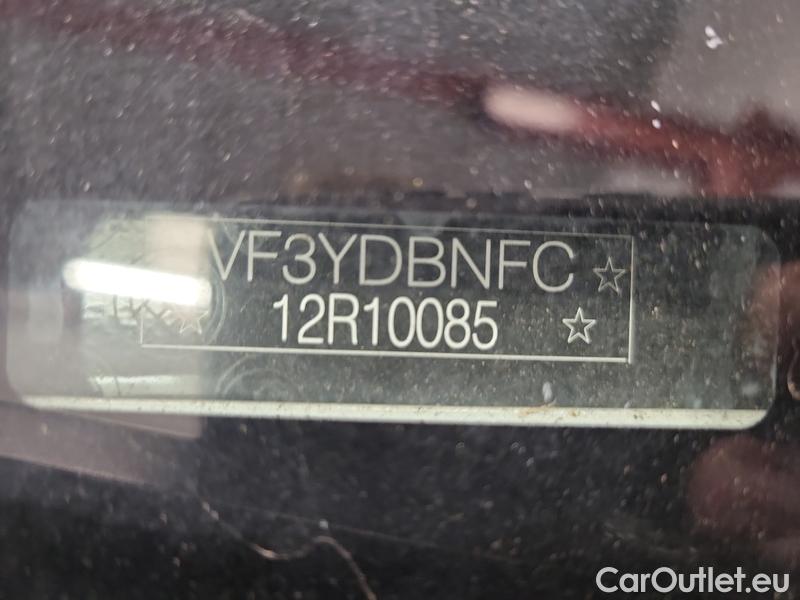 VF3YDBNFC☆
☆12R10085☆
CarOutlet.eu